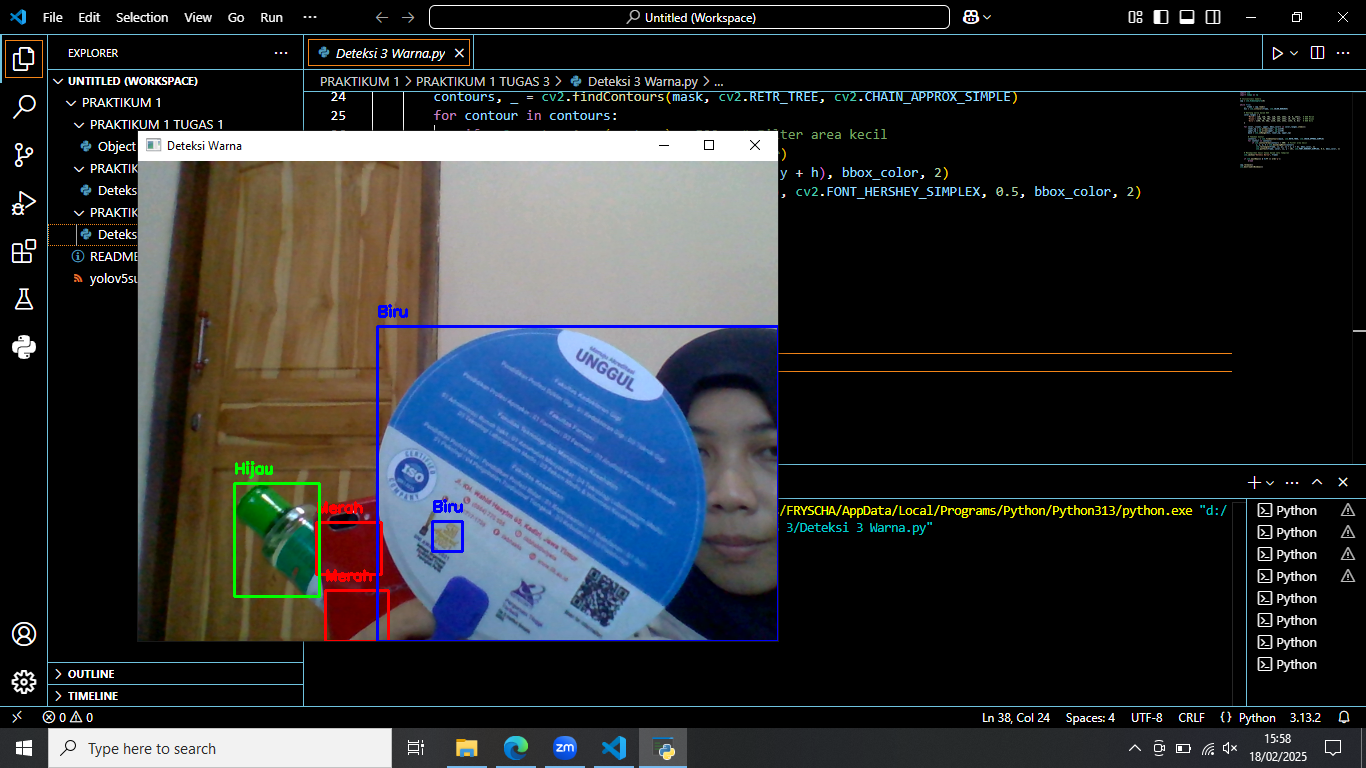 File Edit Selection View Go Run ···
Untitled (Workspace)
EXPLORER
Deteksi 3 Warna.py
UNTITLED (WORKSPACE)
PRAKTIKUM 1
PRAKTIKUM 1 TUGAS 1
Object
PRAKTIK
Deteks
PRAKTIK
Deteks
README
yolov5su
OUTLINE
TIMELINE
PRAKTIKUM 1 > PRAKTIKUM 1 TUGAS 3 > Deteksi 3 Warna.py > ...
24 contours, _ = cv2.findContours(mask, cv2.RETR_TREE, cv2.CHAIN_APPROX_SIMPLE)
25 for contour in contours:
ilter area kecil
)
y + h), bbox_color, 2)
, cv2.FONT_HERSHEY_SIMPLEX, 0.5, bbox_color, 2)
Deteksi Warna
Biru
UNGGUL
Hijau
Merah
Biru
Merah
CERTIFIED
ISO
COMPANY
/FRYSCHA/AppData/Local/Programs/Python/Python313/python.exe "d:/
3/Deteksi 3 Warna.py"
Python
Python
Python
Python
Python
Python
Python
Python
0 0
Ln 38, Col 24 Spaces: 4 UTF-8 CRLF {} Python 3.13.2
Type here to search
zm
15:58
18/02/2025